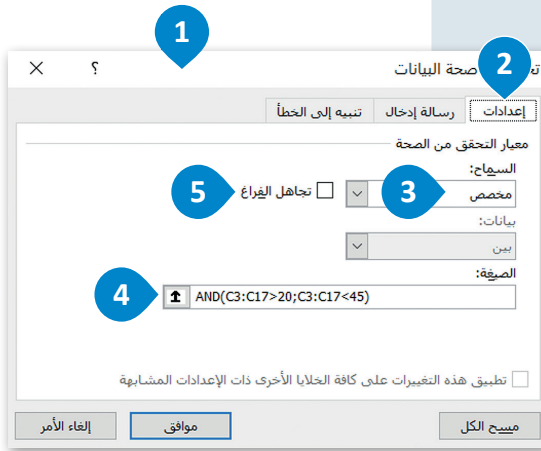 1
صحة البيانات
؟
2
إعدادات
رسالة إدخال
تنبيه إلى الخطأ
معيار التحقق من الصحة
السماح:
مخصص
3
تجاهل الفراغ
5
بيانات:
بين
الصيغة:
AND(C3:C17>20;C3:C17<45)
4
تطبيق هذه التغييرات على كافة الخلايا الأخرى ذات الإعدادات المشابهة
مسح الكل
موافق
إلغاء الأمر